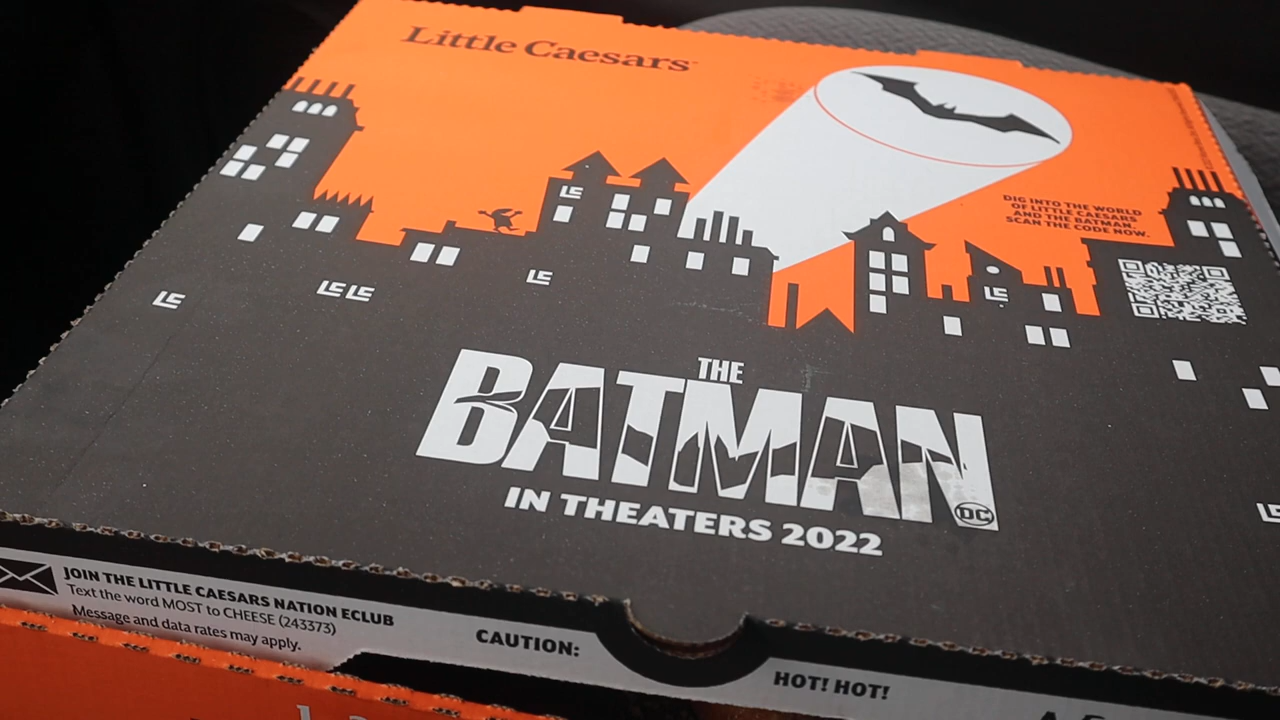 Little Caesars
DIG INTO THE WORLD
OF LITTLE CAESARS
AND THE BATMAN.
SCAN THE CODE NOW.
THE
BATMAN
DC
IN THEATERS 2022
JOIN THE LITTLE CAESARS NATION ECLUB
Text the word MOST to CHEESE (243373)
Message and data rates may apply.
CAUTION:
HOT! HOT!